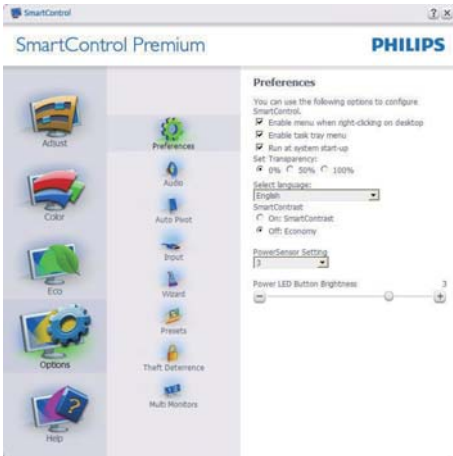 SmartControl
SmartControl Premium
PHILIPS
Adjust
Color
Eco
Options
Help
Preferences
Audio
Auto Pivot
Input
Wizard
Presets
Theft Deterrence
Multi Monitors
Preferences
You can use the following options to configure
SmartControl.
Enable menu when right-clicking on desktop
Enable task tray menu
Run at system start-up
Set Transparency:
0% 50% 100%
Select language:
English
SmartContrast
On: SmartContrast
Off: Economy
PowerSensor Setting
3
Power LED Button Brightness 3